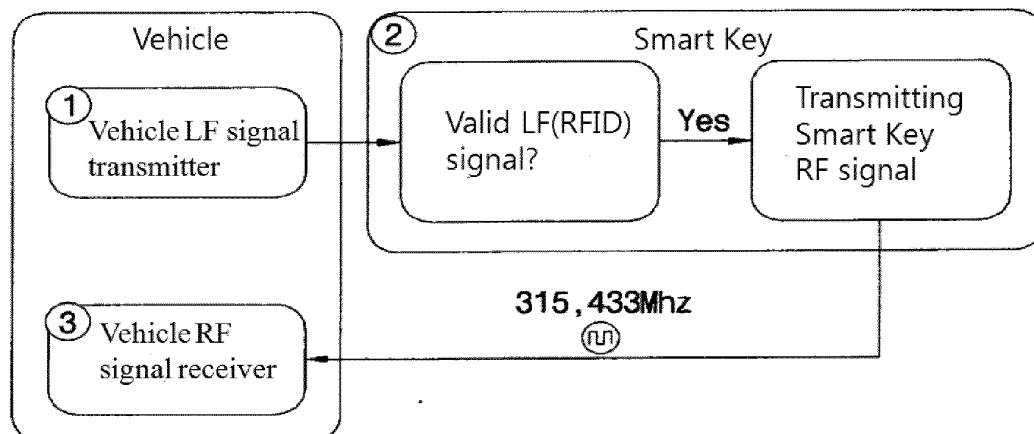 Vehicle
② Smart Key
①
Vehicle LF signal
transmitter
Valid LF(RFID)
signal?
Yes
Transmitting
Smart Key
RF signal
315,433Mhz
③
Vehicle RF
signal receiver